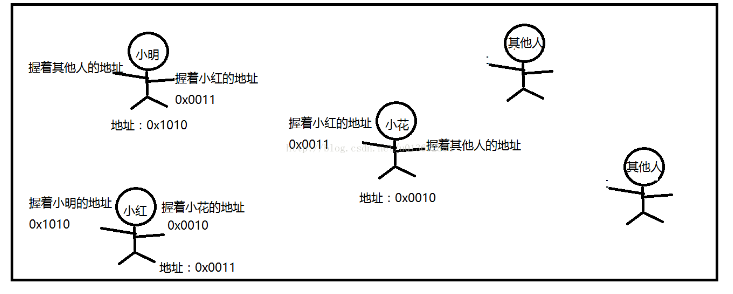 小明
握着其他人的地址
握着小红的地址
0x0011
地址：0x1010
其他人
握着小红的地址
0x0011
小花
握着其他人的地址
地址：0x0010
其他人
握着小明的地址
0x1010
小红
握着小花的地址
0x0010
地址：0x0011